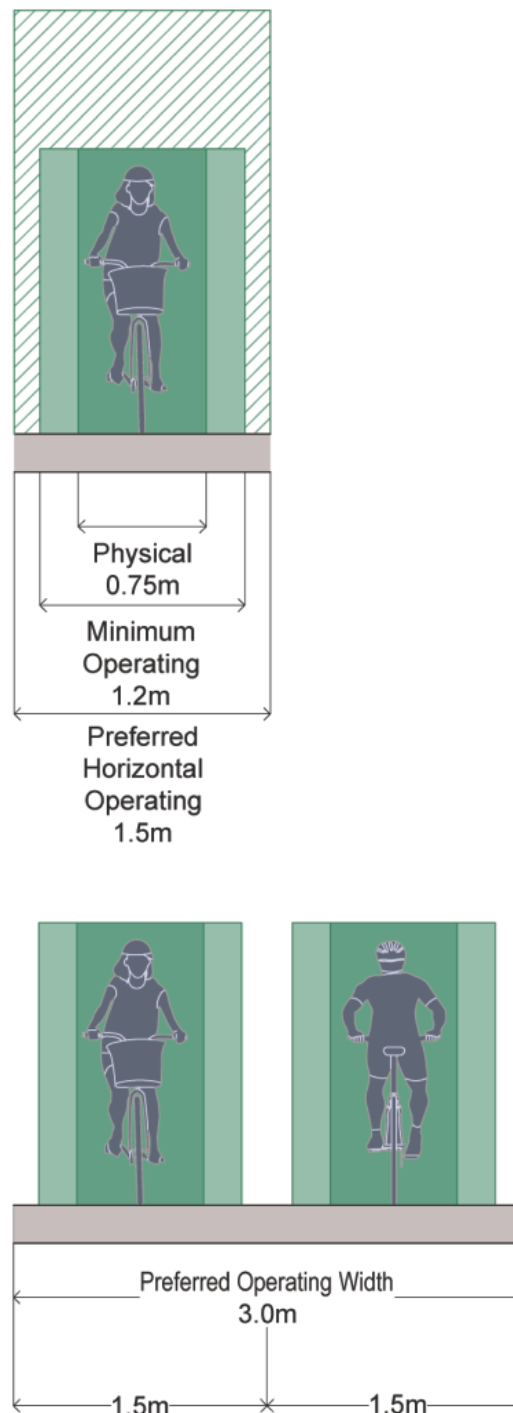 Physical
0.75m
Minimum
Operating
1.2m
Preferred
Horizontal
Operating
1.5m
Preferred Operating Width
3.0m
1.5m 1.5m